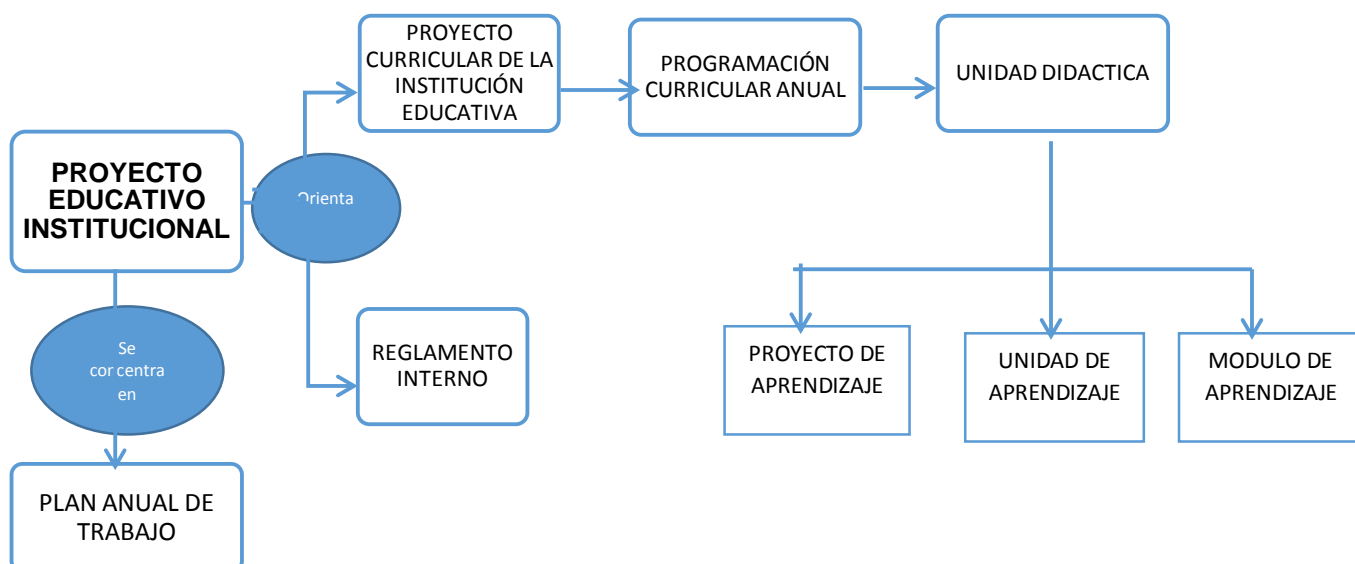 PROYECTO
CURRICULAR DE LA
INSTITUCIÓN
EDUCATIVA
PROGRAMACIÓN
CURRICULAR ANUAL
UNIDAD DIDACTICA
PROYECTO
EDUCATIVO
INSTITUCIONAL
Orienta
Se
concentra
en
REGLAMENTO
INTERNO
PROYECTO DE
APRENDIZAJE
UNIDAD DE
APRENDIZAJE
MODULO DE
APRENDIZAJE
PLAN ANUAL DE
TRABAJO